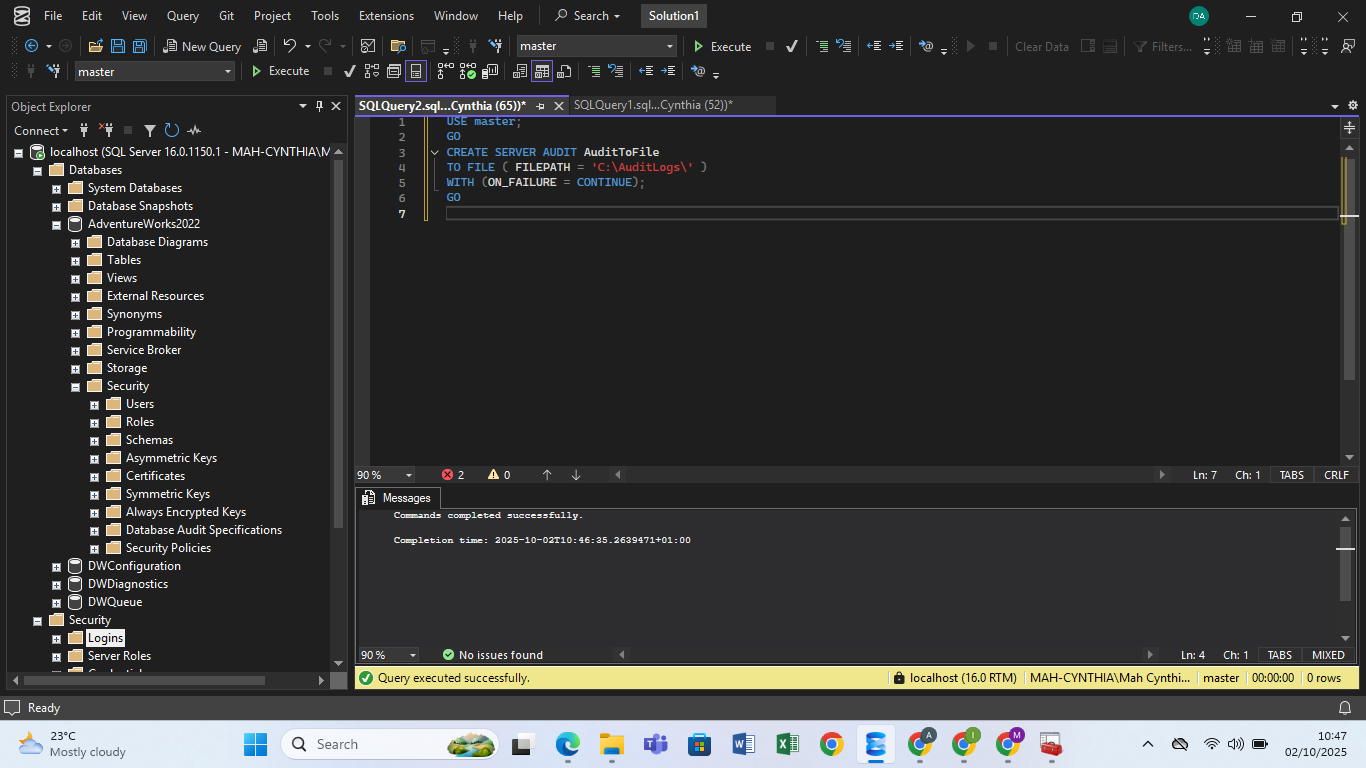 File Edit View Query Git Project Tools Extensions Window Help Search Solution1 DA
New Query master Execute Clear Data Filters...
master Execute
Object Explorer
Connect
localhost (SQL Server 16.0.1150.1 - MAH-CYNTHIA\M
Databases
System Databases
Database Snapshots
AdventureWorks2022
Database Diagrams
Tables
Views
External Resources
Synonyms
Programmability
Service Broker
Storage
Security
Users
Roles
Schemas
Asymmetric Keys
Certificates
Symmetric Keys
Always Encrypted Keys
Database Audit Specifications
Security Policies
DWConfiguration
DWDiagnostics
DWQueue
Security
Logins
Server Roles
SQLQuery2.sql...Cynthia (65))* SQLQuery1.sql...Cynthia (52))*
1 USE master;
2 GO
3 CREATE SERVER AUDIT AuditToFile
4 TO FILE ( FILEPATH = 'C:\AuditLogs\' )
5 WITH (ON_FAILURE = CONTINUE);
6 GO
7
90 % 2 0 Ln: 7 Ch: 1 TABS CRLF
Messages
Commands completed successfully.
Completion time: 2025-10-02T10:46:35.2639471+01:00
90 % No issues found Ln: 4 Ch: 1 TABS MIXED
Query executed successfully. localhost (16.0 RTM) MAH-CYNTHIA\Mah Cynthi... master 00:00:00 0 rows
Ready
23°C
Mostly cloudy
Search
A I M
10:47
02/10/2025